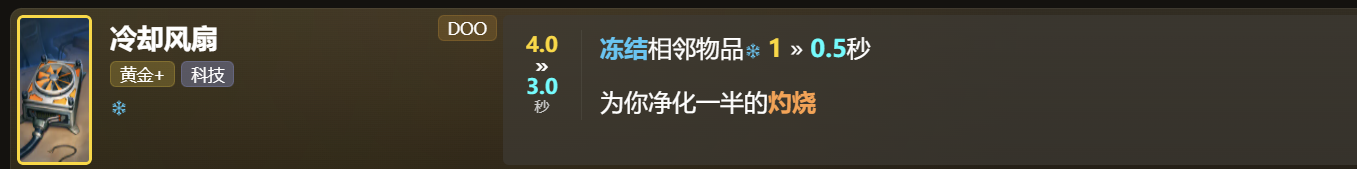 冷却风扇
DOO
黄金+
科技
4.0
»
3.0
秒
冻结相邻物品 1 » 0.5秒
为你净化一半的灼烧